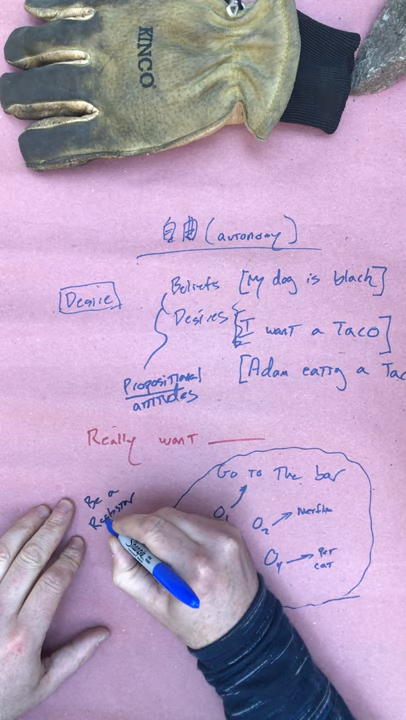 KINCO
自由 (autonomy)
Desire
Beliefs [My dog is black]
Desires [I want a Taco]
[Adam eating a Tac
Propositional
attitudes
Really want
Go to The bar
O₁
O₂ → Netflix
O₄ → Pet
cat
Be a
Rockstar
Sharpie